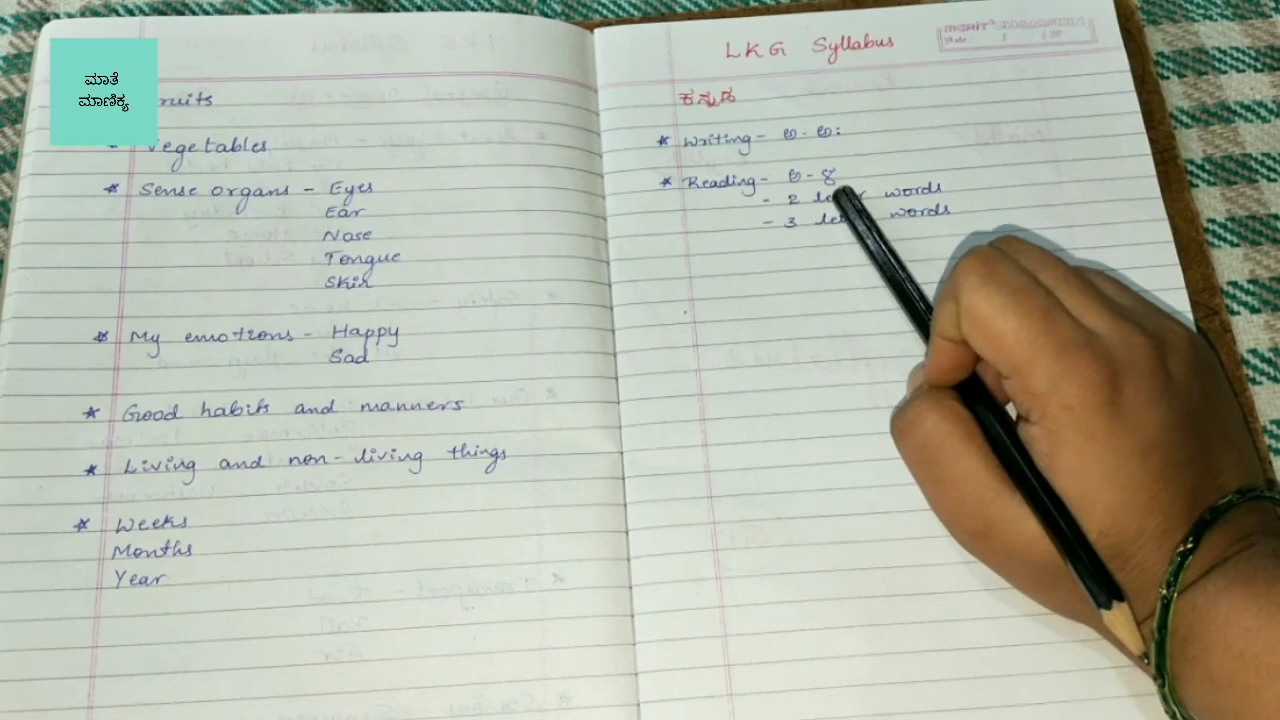 ಮಾತೆ
ಮಾಣಿಕ್ಯ
ruits
Vegetables
* Sense organs - Eyes
Ear
Nose
Tongue
Skin
* My emotions - Happy
Sad
* Good habits and manners
* Living and non-living things
* Weeks
Months
Year
LKG Syllabus
ಕನ್ನಡ
* Writing - ಅ - ಅಃ
* Reading - ಅ - ಳ
- 2 words
- 3 words